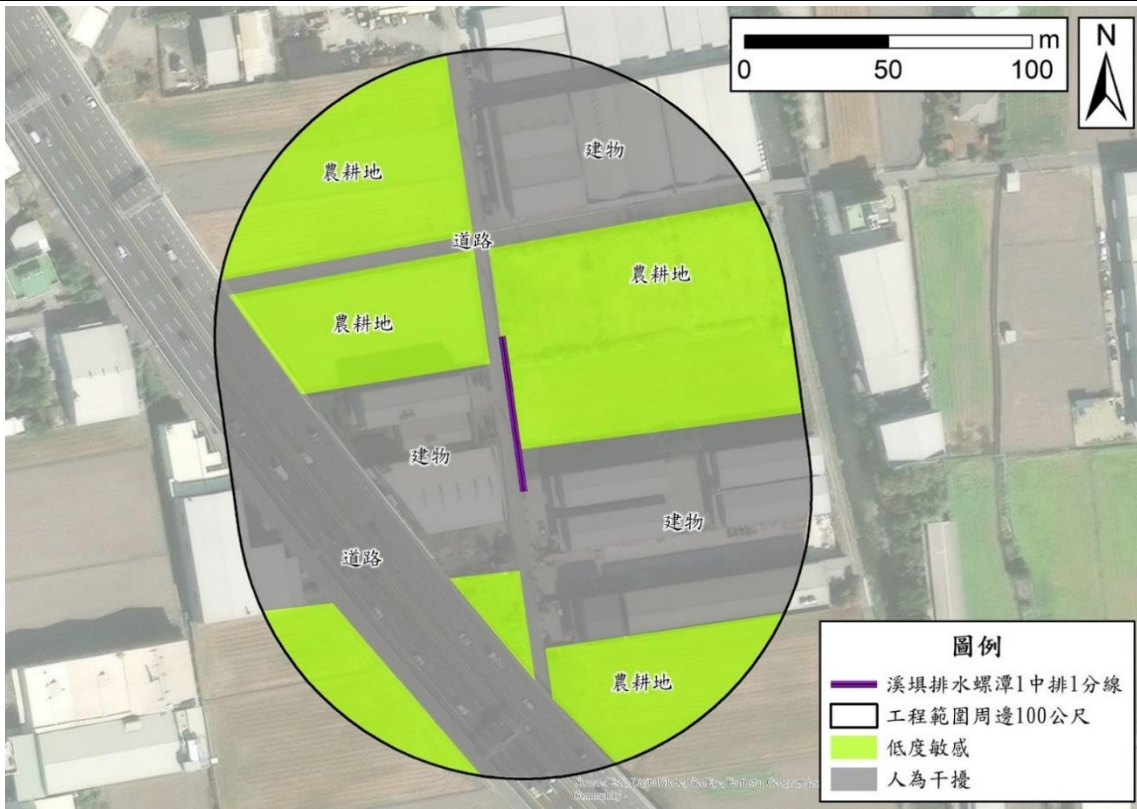 m
0 50 100
N
農耕地
建物
道路
農耕地
農耕地
建物
建物
道路
農耕地
圖例
溪埧排水螺潭1中排1分線
工程範圍周邊100公尺
低度敏感
人為干擾
Community